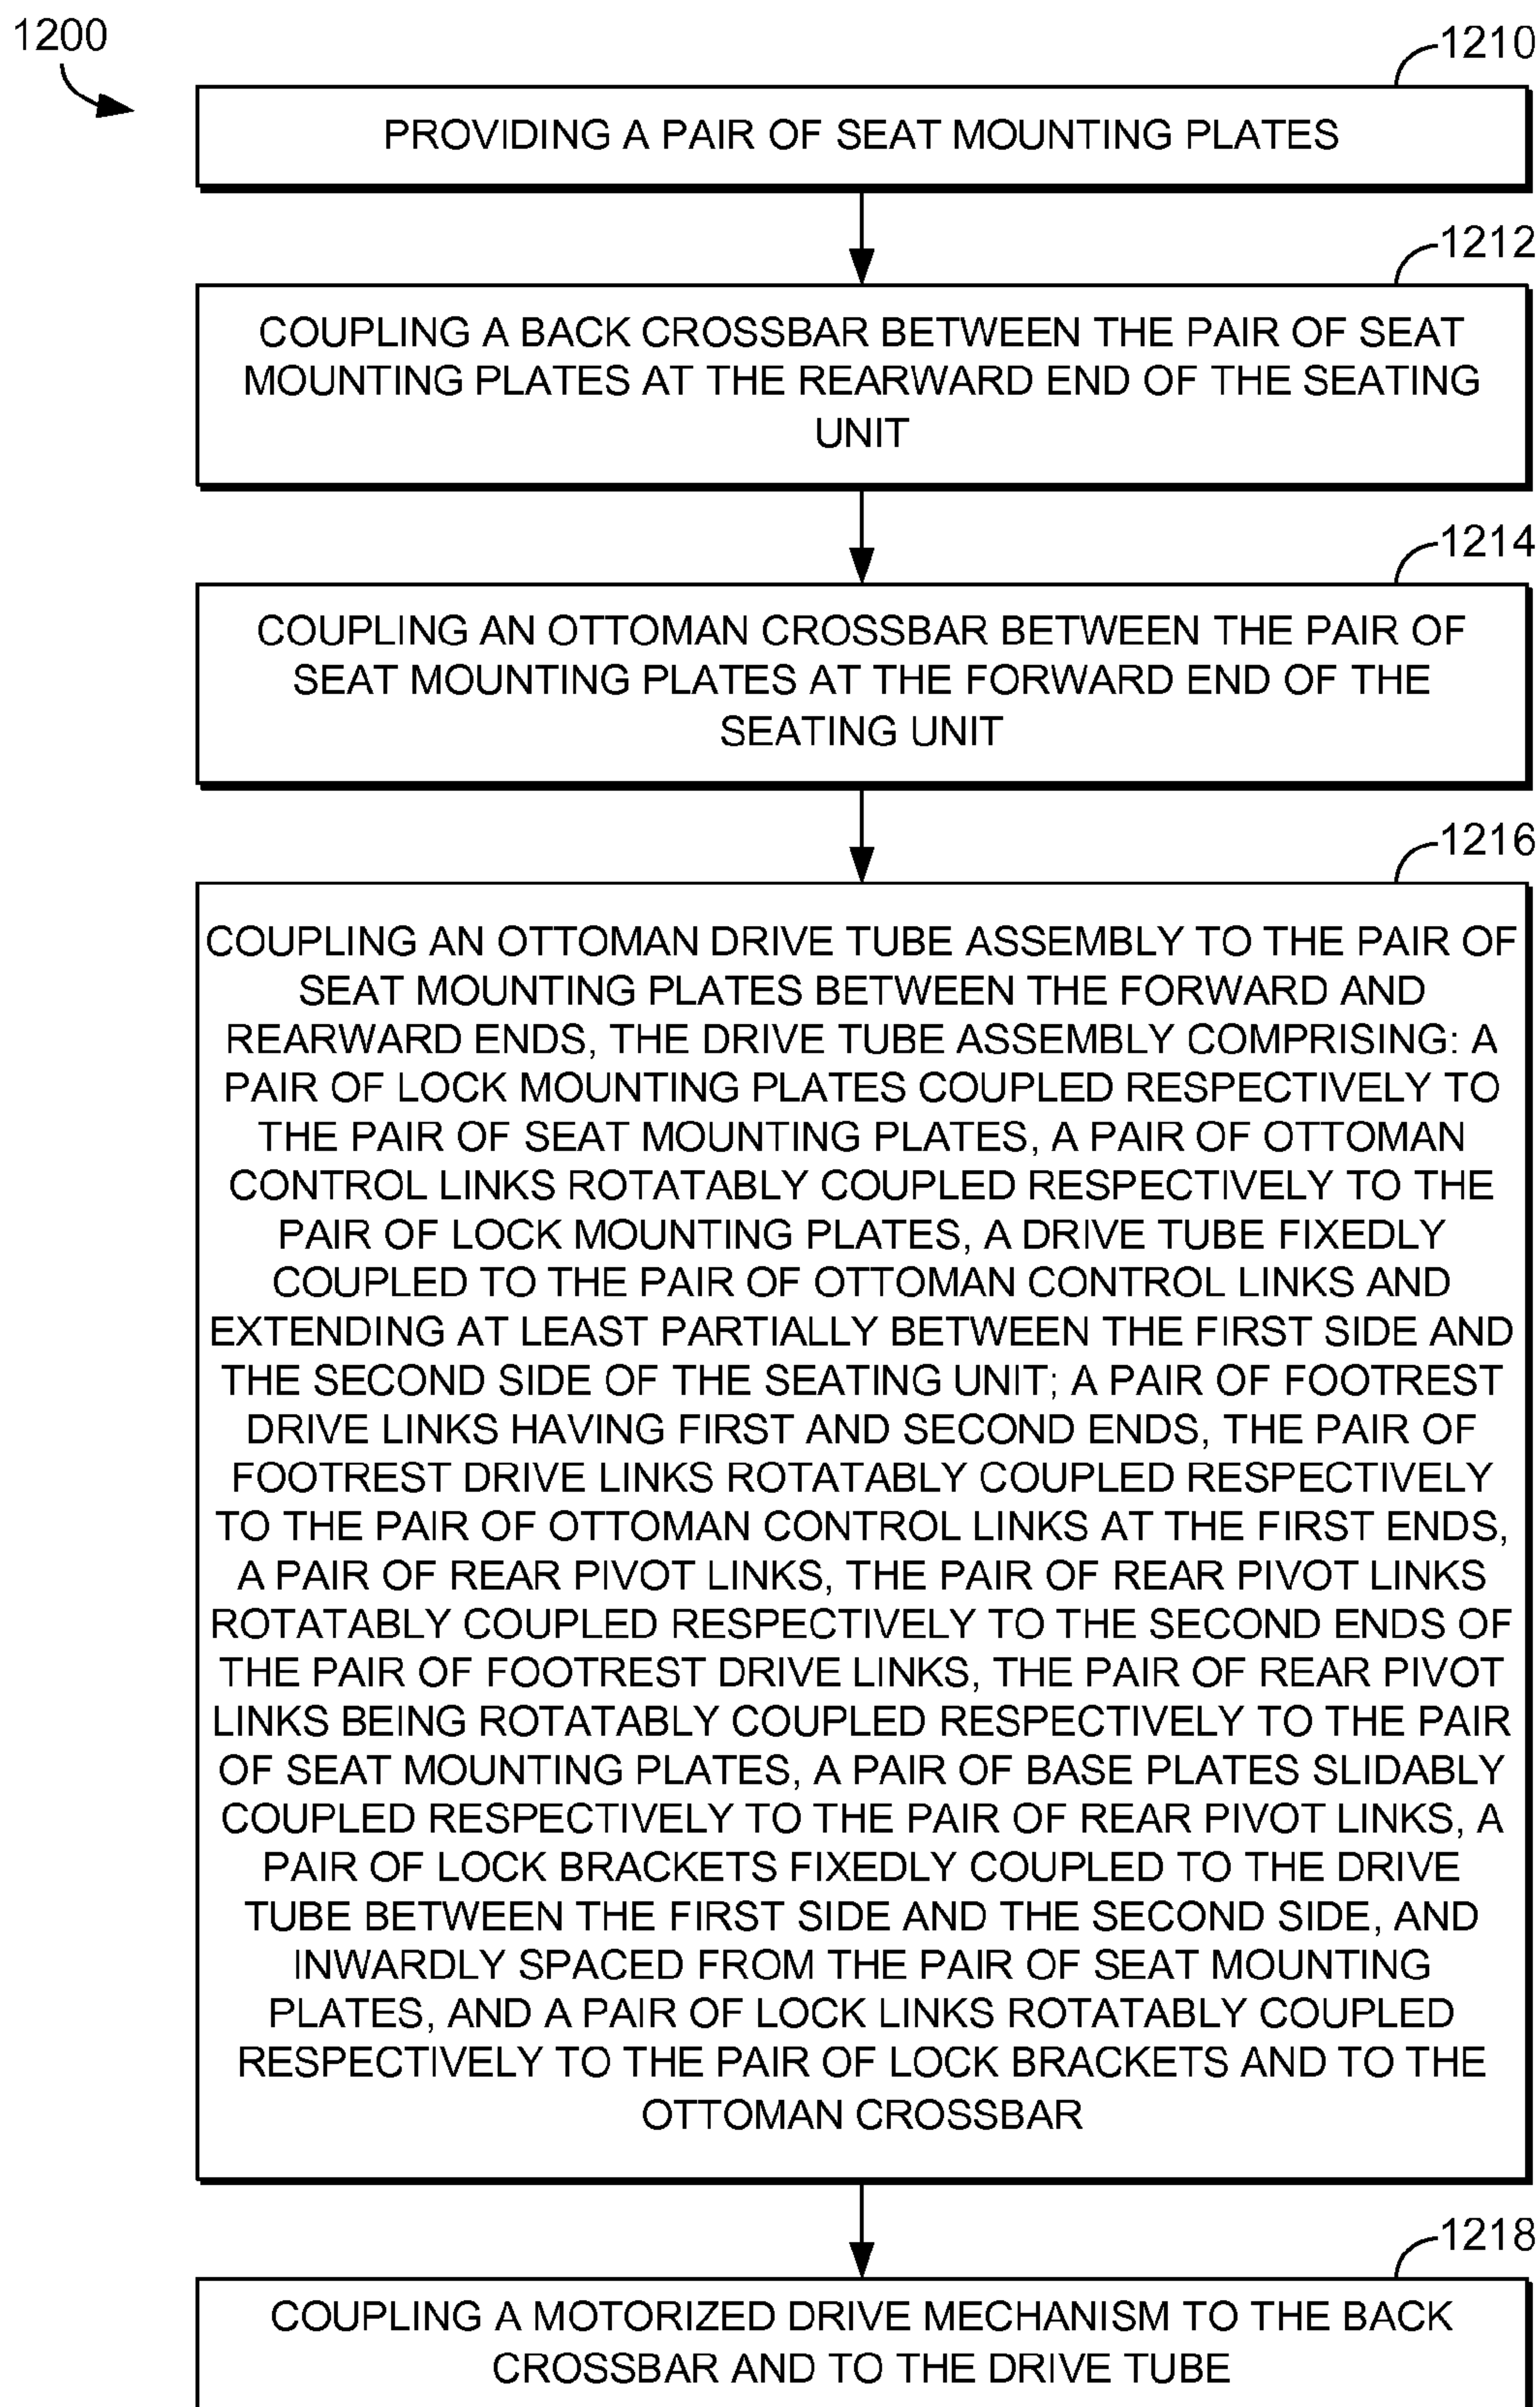 1200
1210
PROVIDING A PAIR OF SEAT MOUNTING PLATES
1212
COUPLING A BACK CROSSBAR BETWEEN THE PAIR OF SEAT
MOUNTING PLATES AT THE REARWARD END OF THE SEATING
UNIT
1214
COUPLING AN OTTOMAN CROSSBAR BETWEEN THE PAIR OF
SEAT MOUNTING PLATES AT THE FORWARD END OF THE
SEATING UNIT
1216
COUPLING AN OTTOMAN DRIVE TUBE ASSEMBLY TO THE PAIR OF
SEAT MOUNTING PLATES BETWEEN THE FORWARD AND
REARWARD ENDS, THE DRIVE TUBE ASSEMBLY COMPRISING: A
PAIR OF LOCK MOUNTING PLATES COUPLED RESPECTIVELY TO
THE PAIR OF SEAT MOUNTING PLATES, A PAIR OF OTTOMAN
CONTROL LINKS ROTATABLY COUPLED RESPECTIVELY TO THE
PAIR OF LOCK MOUNTING PLATES, A DRIVE TUBE FIXEDLY
COUPLED TO THE PAIR OF OTTOMAN CONTROL LINKS AND
EXTENDING AT LEAST PARTIALLY BETWEEN THE FIRST SIDE AND
THE SECOND SIDE OF THE SEATING UNIT; A PAIR OF FOOTREST
DRIVE LINKS HAVING FIRST AND SECOND ENDS, THE PAIR OF
FOOTREST DRIVE LINKS ROTATABLY COUPLED RESPECTIVELY
TO THE PAIR OF OTTOMAN CONTROL LINKS AT THE FIRST ENDS,
A PAIR OF REAR PIVOT LINKS, THE PAIR OF REAR PIVOT LINKS
ROTATABLY COUPLED RESPECTIVELY TO THE SECOND ENDS OF
THE PAIR OF FOOTREST DRIVE LINKS, THE PAIR OF REAR PIVOT
LINKS BEING ROTATABLY COUPLED RESPECTIVELY TO THE PAIR
OF SEAT MOUNTING PLATES, A PAIR OF BASE PLATES SLIDABLY
COUPLED RESPECTIVELY TO THE PAIR OF REAR PIVOT LINKS, A
PAIR OF LOCK BRACKETS FIXEDLY COUPLED TO THE DRIVE
TUBE BETWEEN THE FIRST SIDE AND THE SECOND SIDE, AND
INWARDLY SPACED FROM THE PAIR OF SEAT MOUNTING
PLATES, AND A PAIR OF LOCK LINKS ROTATABLY COUPLED
RESPECTIVELY TO THE PAIR OF LOCK BRACKETS AND TO THE
OTTOMAN CROSSBAR
1218
COUPLING A MOTORIZED DRIVE MECHANISM TO THE BACK
CROSSBAR AND TO THE DRIVE TUBE